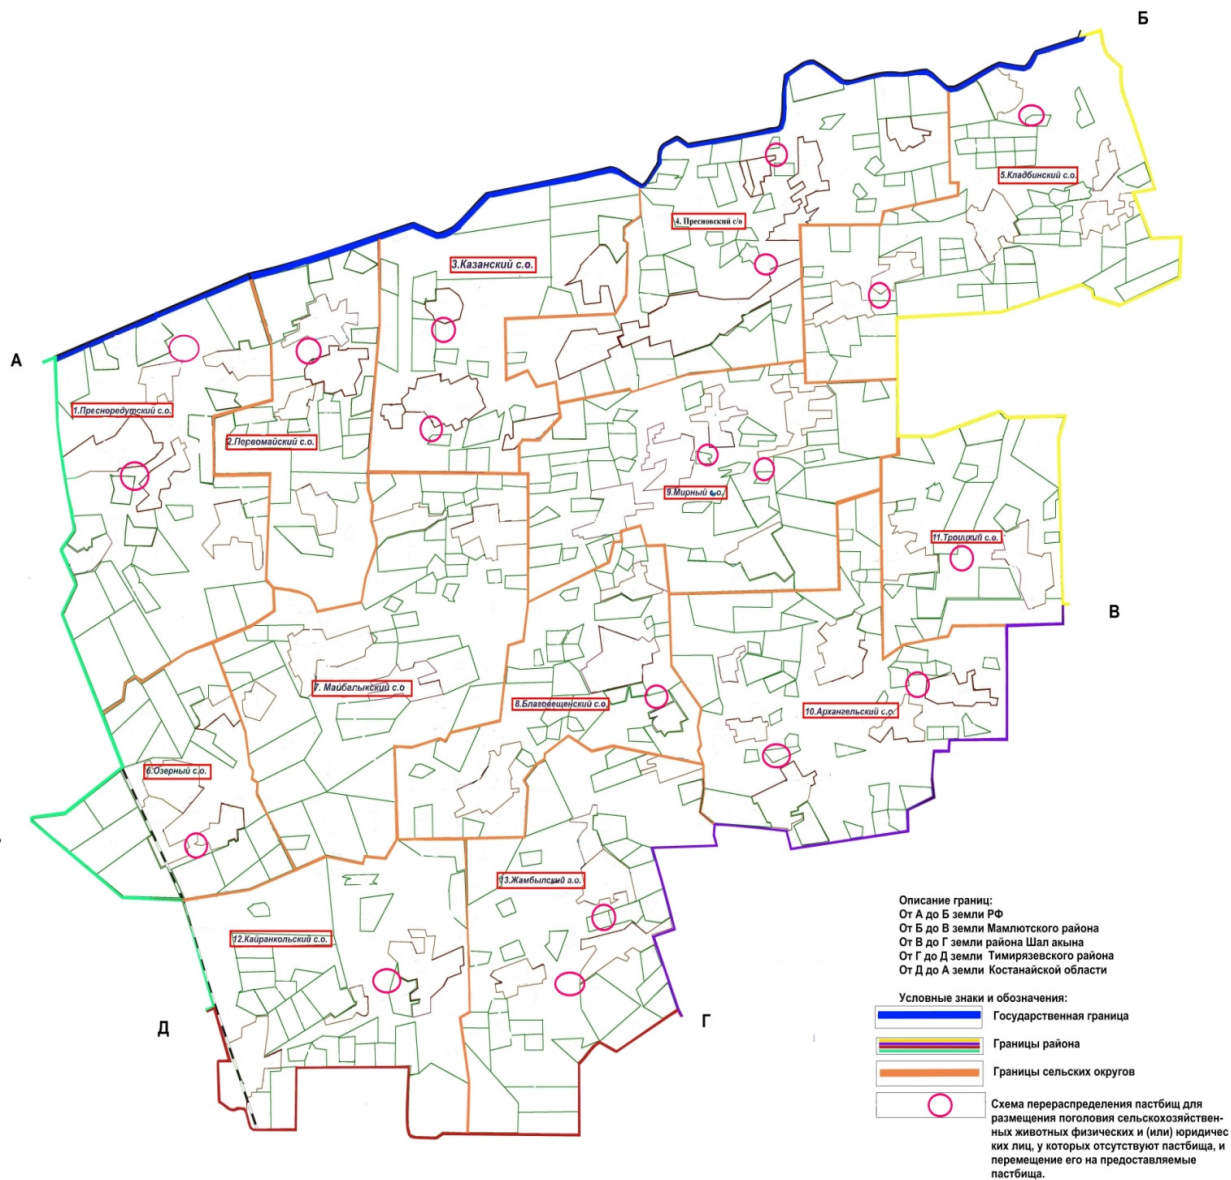 Б
5.Кладбинский с.о.
4. Пресновский с/о
3.Казанский с.о.
А
1.Пресноредутский с.о.
2.Первомайский с.о.
9.Мирный с.о.
11.Троицкий с.о.
В
7. Майбалыкский с.о
8.Благовещенский с.о.
10.Архангельский с.о.
6.Озерный с.о.
13.Жамбылский а.о.
12.Кайранкольский с.о.
Д
Г
Описание границ:
От А до Б земли РФ
От Б до В земли Мамлютского района
От В до Г земли района Шал акына
От Г до Д земли Тимирязевского района
От Д до А земли Костанайской области
Условные знаки и обозначения:
Государственная граница
Границы района
Границы сельских округов
Схема перераспределения пастбищ для
размещения поголовия сельскохозяйствен-
ных животных физических и (или) юридичес
ких лиц, у которых отсутствуют пастбища, и
перемещение его на предоставляемые
пастбища.